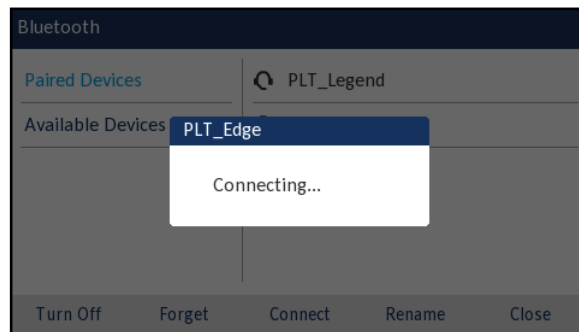 Bluetooth
Paired Devices
PLT_Legend
Available Devices
PLT_Edge
Connecting...
Turn Off Forget Connect Rename Close